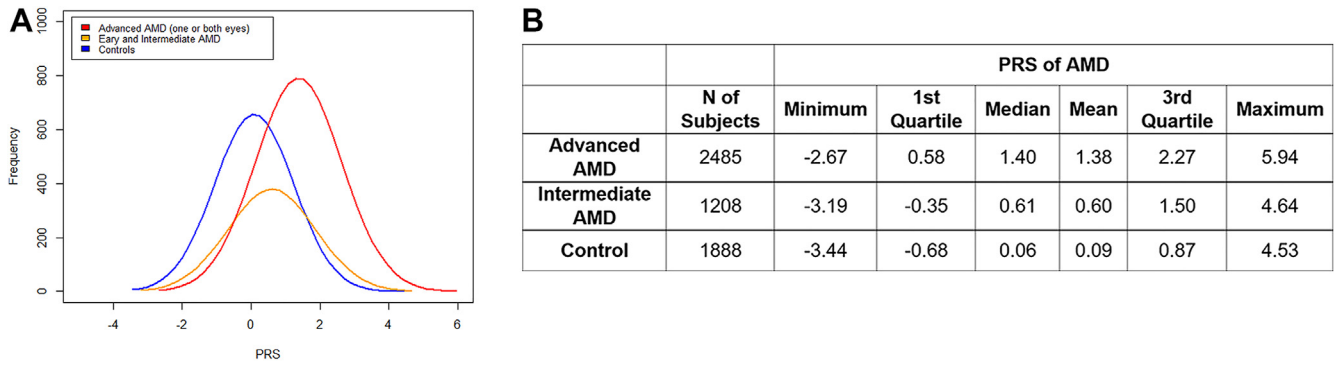 A
Advanced AMD (one or both eyes)
Eary and Intermediate AMD
Controls
Frequency
0
200
400
600
800
1000
-4
-2
0
2
4
6
PRS
B
PRS of AMD
N of Subjects Minimum 1st Quartile Median Mean 3rd Quartile Maximum
Advanced AMD 2485 -2.67 0.58 1.40 1.38 2.27 5.94
Intermediate AMD 1208 -3.19 -0.35 0.61 0.60 1.50 4.64
Control 1888 -3.44 -0.68 0.06 0.09 0.87 4.53